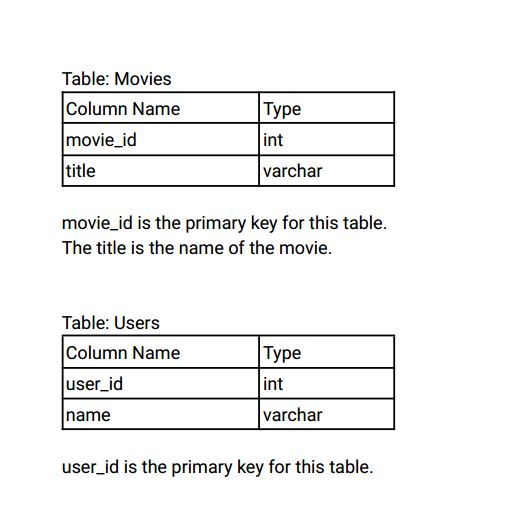 Table: Movies
Column Name Type
movie_id int
title varchar
movie_id is the primary key for this table.
The title is the name of the movie.
Table: Users
Column Name Type
user_id int
name varchar
user_id is the primary key for this table.